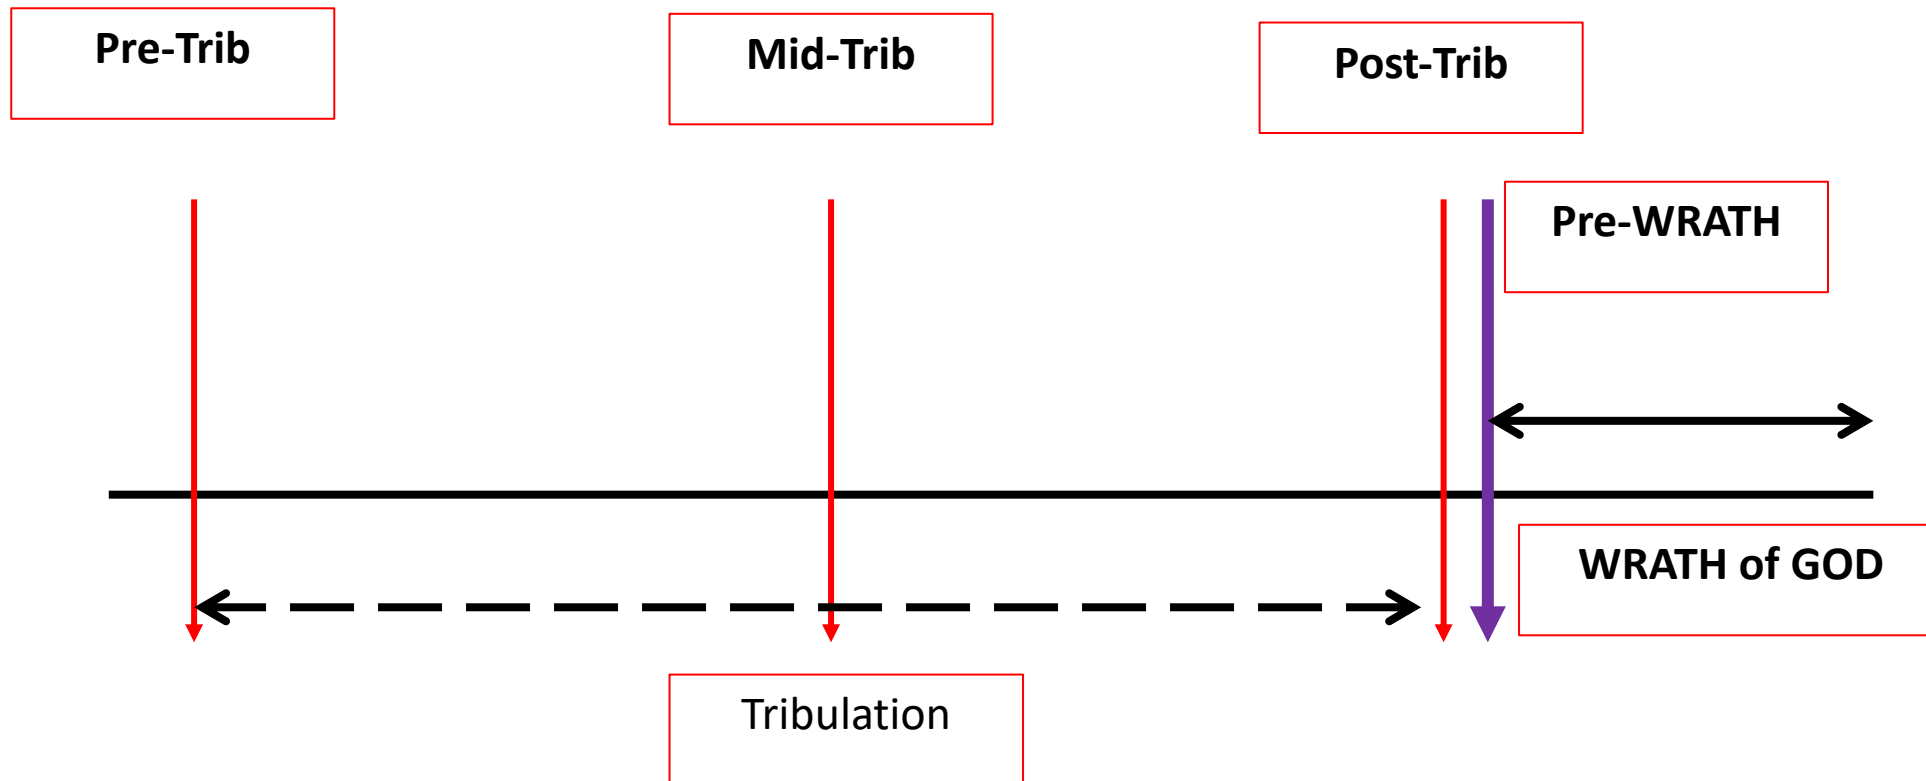 Pre-Trib
Mid-Trib
Post-Trib
Pre-WRATH
WRATH of GOD
Tribulation